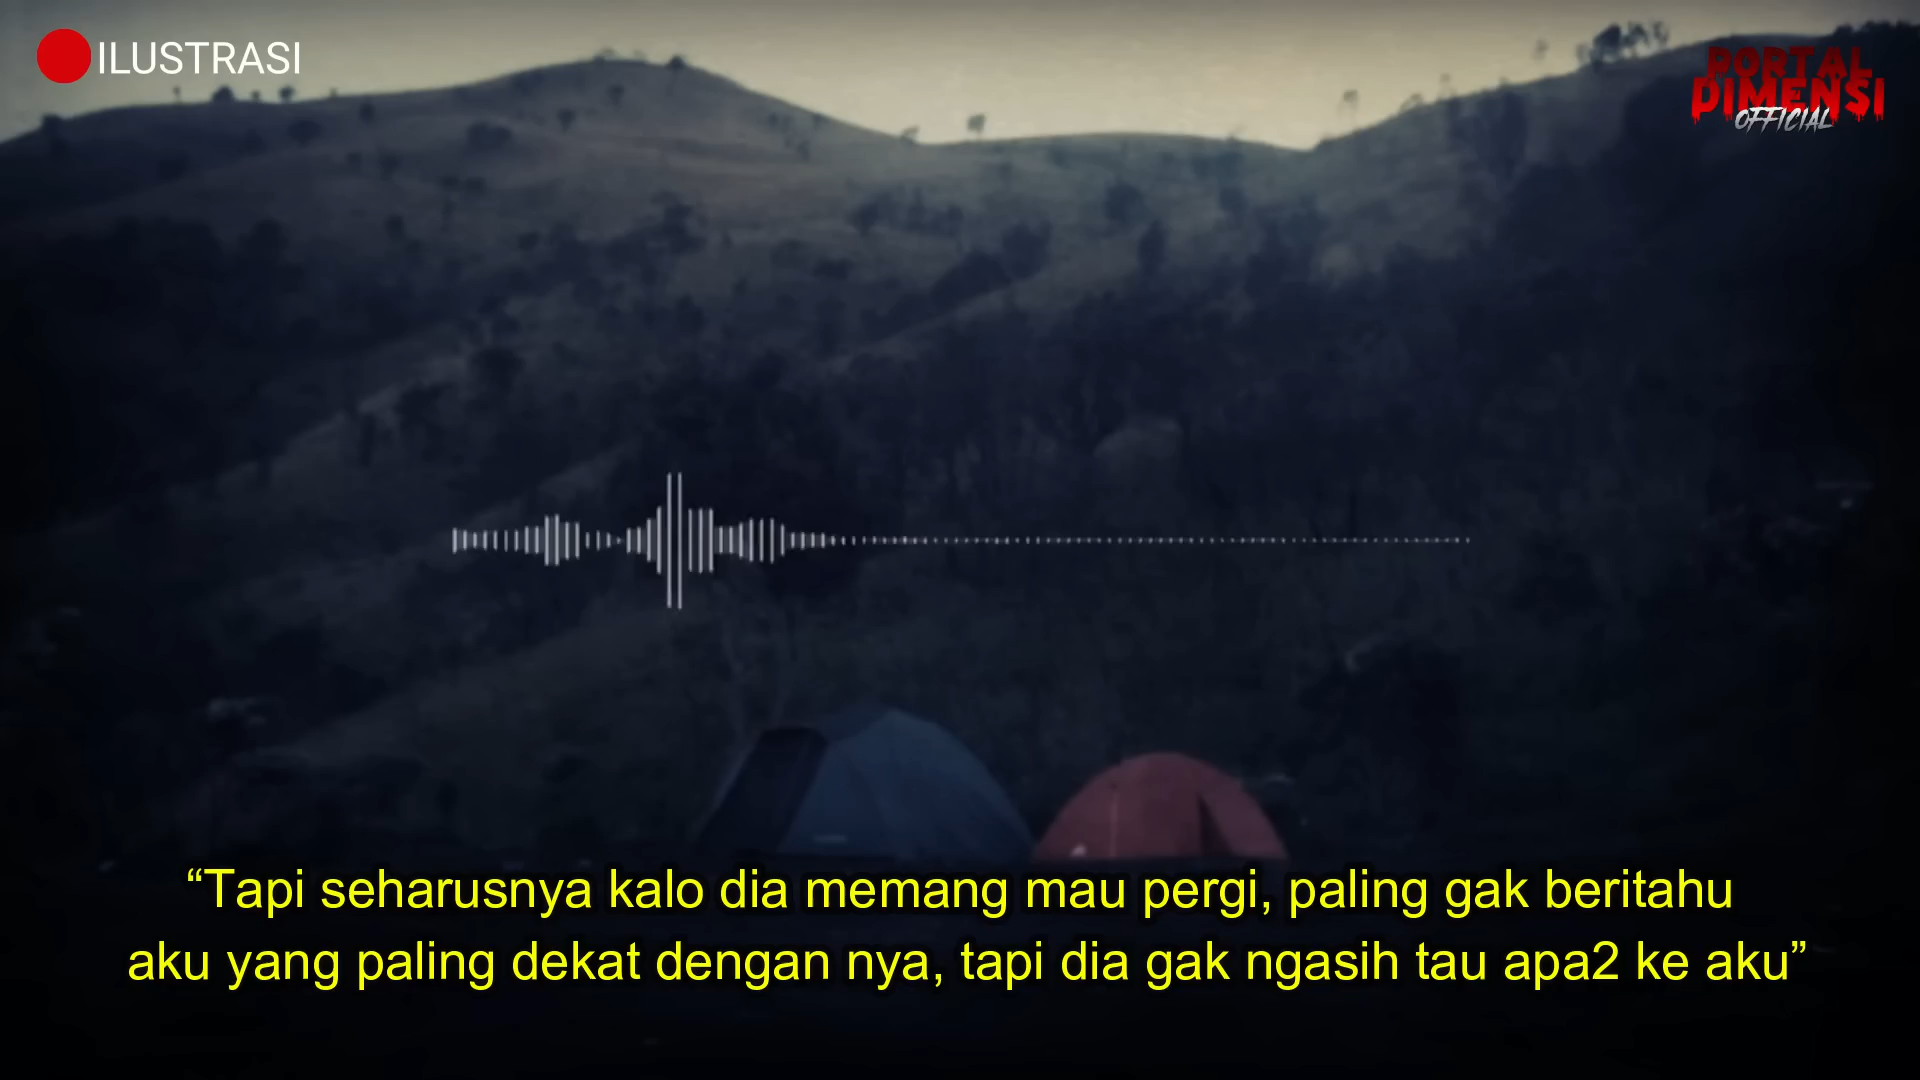 ILUSTRASI
PORTAL
DIMENSI
OFFICIAL
“Tapi seharusnya kalo dia memang mau pergi, paling gak beritahu
aku yang paling dekat dengan nya, tapi dia gak ngasih tau apa2 ke aku”